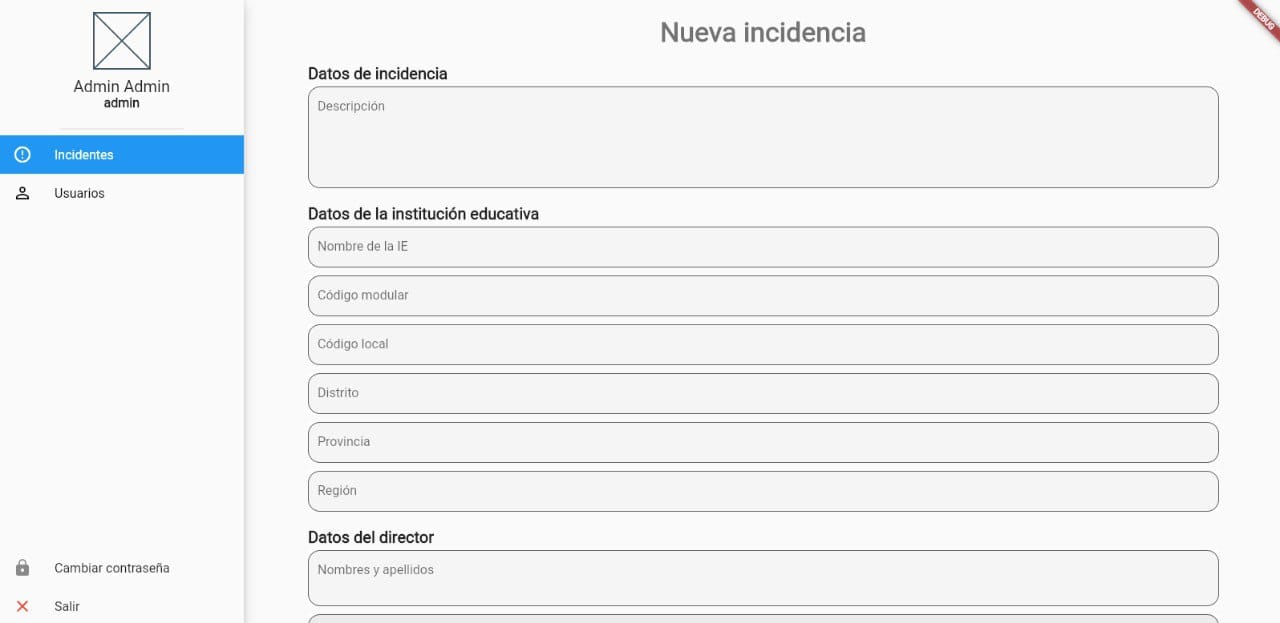 Admin Admin
admin
Incidentes
Usuarios
Cambiar contraseña
Salir
DEBUG
Nueva incidencia
Datos de incidencia
Descripción
Datos de la institución educativa
Nombre de la IE
Código modular
Código local
Distrito
Provincia
Región
Datos del director
Nombres y apellidos